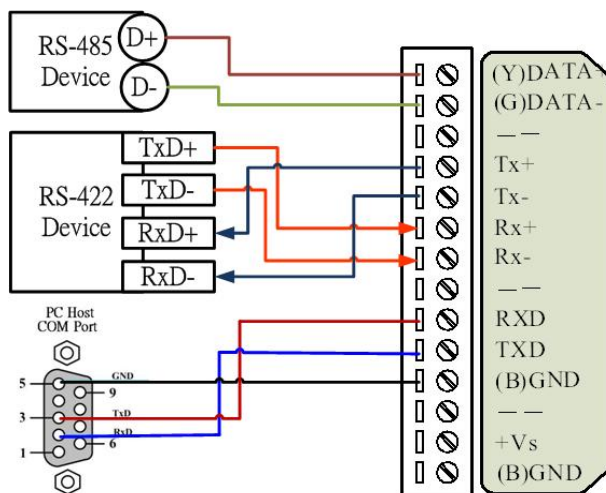 RS-485
Device
D+
D-
RS-422
Device
TxD+
TxD-
RxD+
RxD-
PC Host
COM Port
5
9
3
6
1
GND
TxD
RxD
(Y)DATA+
(G)DATA-
— —
Tx+
Tx-
Rx+
Rx-
— —
RXD
TXD
(B)GND
— —
+Vs
(B)GND